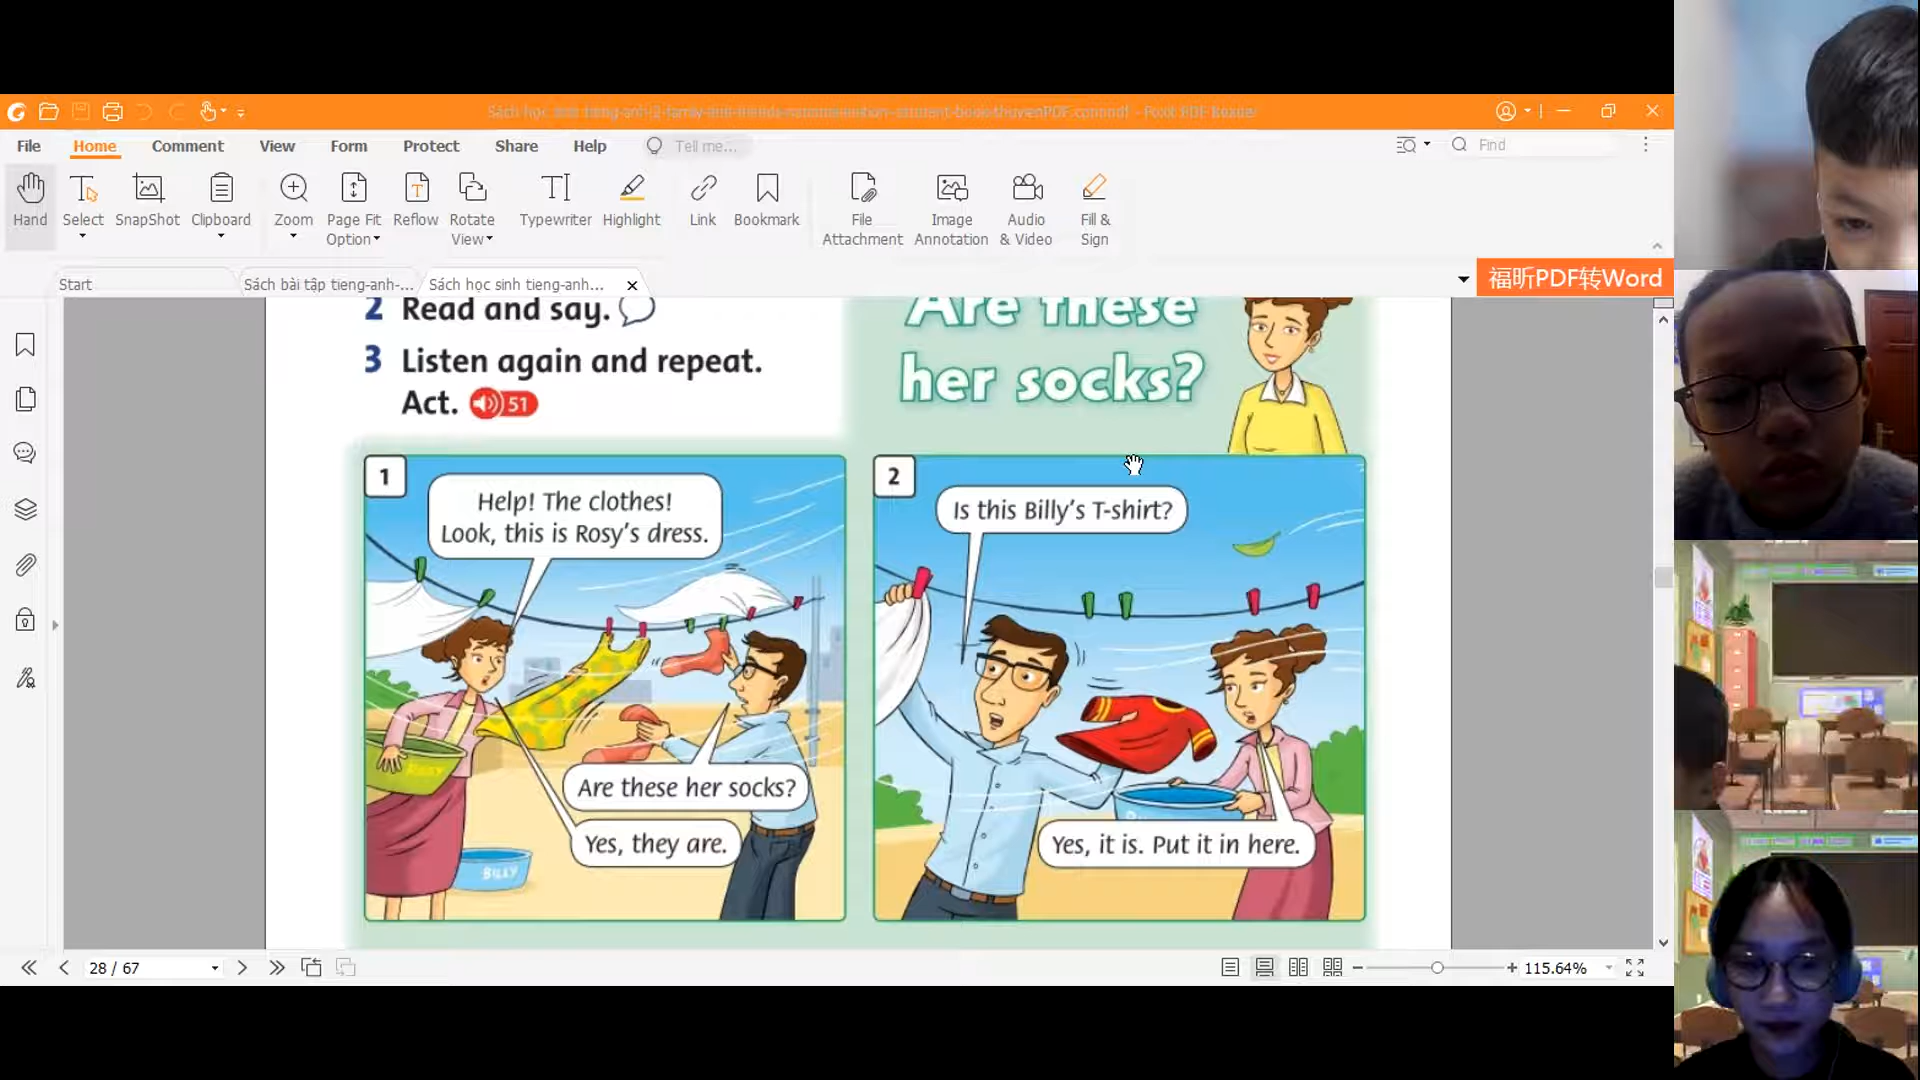 File Home Comment View Form Protect Share Help Tell me... Find
Hand Select SnapShot Clipboard Zoom Page Fit Option Reflow Rotate View Typewriter Highlight Link Bookmark File Attachment Image Annotation Audio & Video Fill & Sign
Start Sách bài tập tieng-anh-... Sách học sinh tieng-anh... 福昕PDF转Word
2 Read and say.
3 Listen again and repeat.
Act. 51
Are these
her socks?
1
Help! The clothes!
Look, this is Rosy's dress.
Are these her socks?
Yes, they are.
BILLY
2
Is this Billy's T-shirt?
Yes, it is. Put it in here.
28 / 67 115.64%